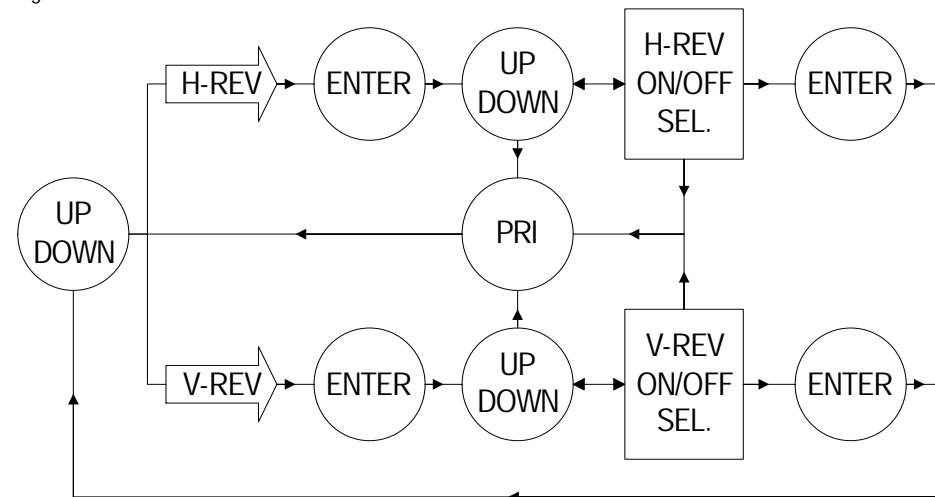 H-REV
ENTER
UP
DOWN
H-REV
ON/OFF
SEL.
ENTER
UP
DOWN
PRI
V-REV
ENTER
UP
DOWN
V-REV
ON/OFF
SEL.
ENTER